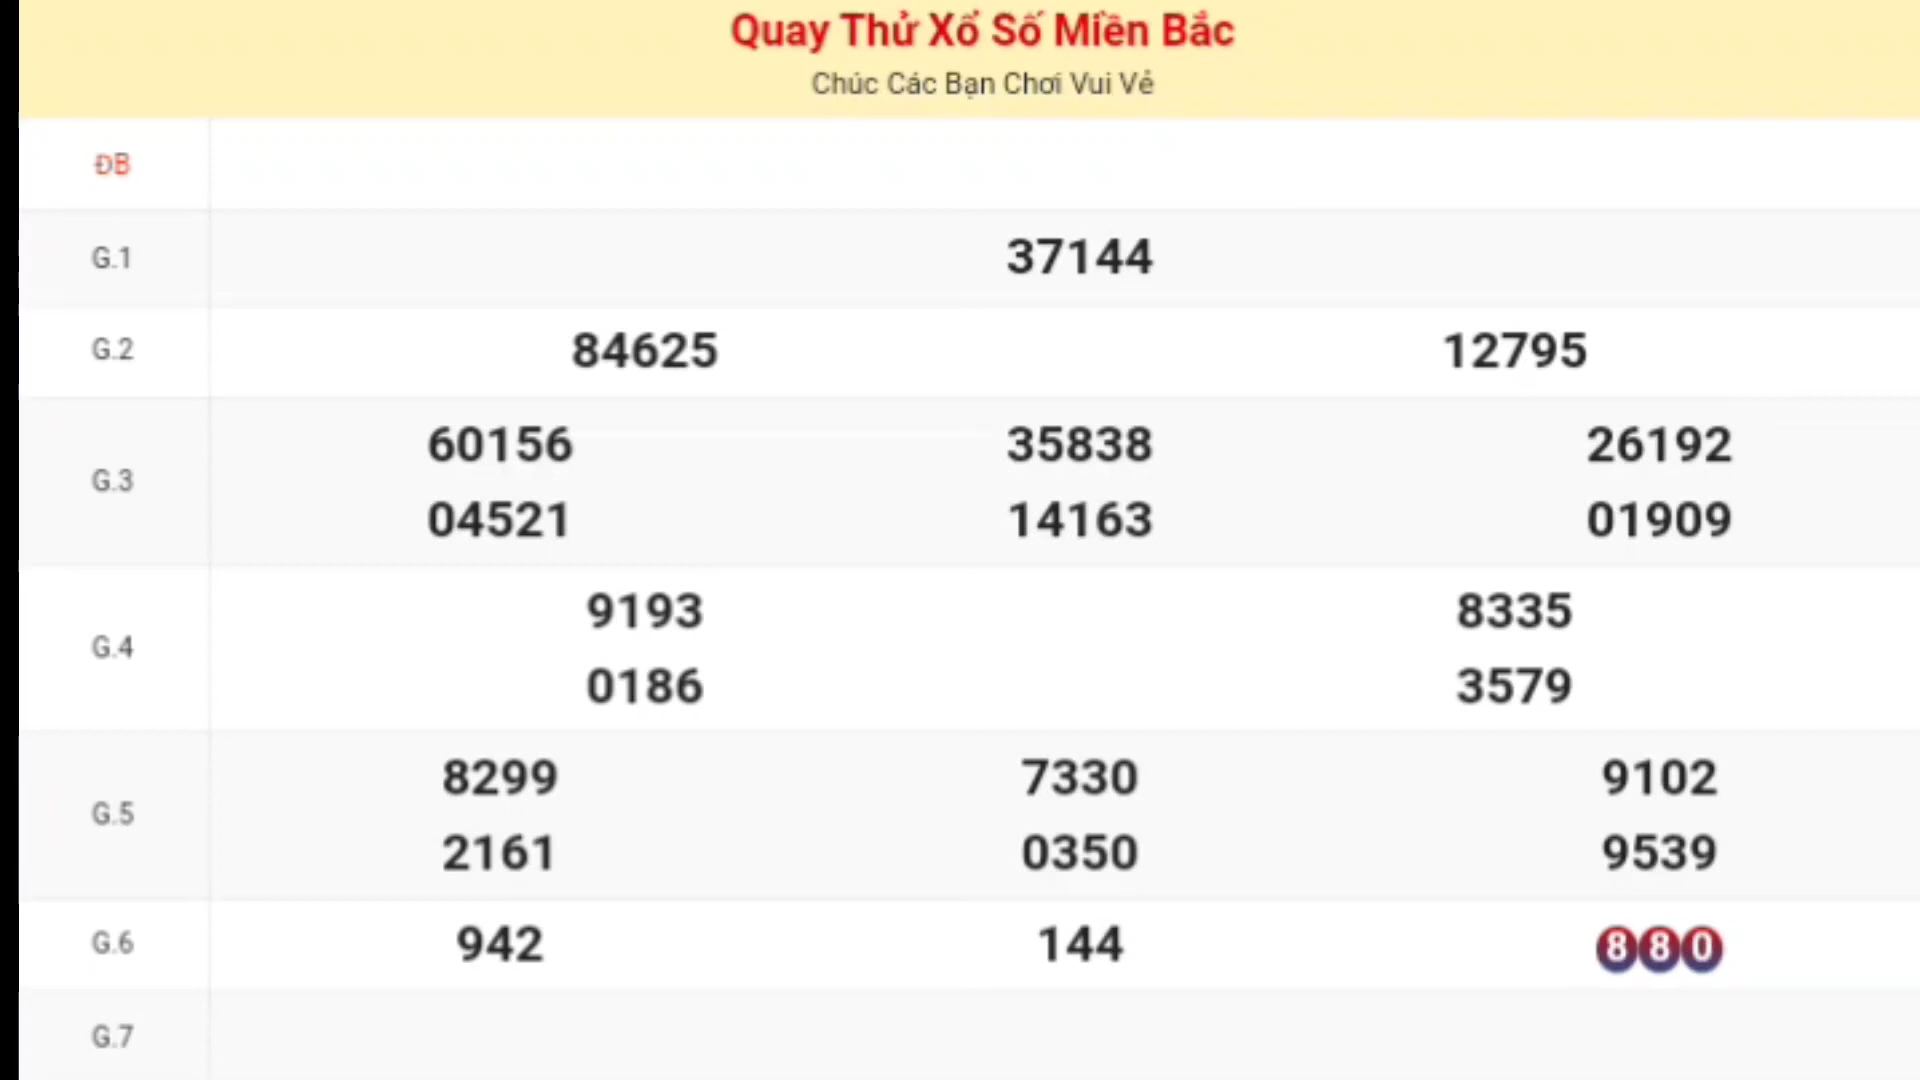 Quay Thử Xổ Số Miền Bắc
Chúc Các Bạn Chơi Vui Vẻ
ĐB
G.1 37144
G.2 84625 12795
G.3 60156 35838 26192
04521 14163 01909
G.4 9193 8335
0186 3579
G.5 8299 7330 9102
2161 0350 9539
G.6 942 144 880
G.7